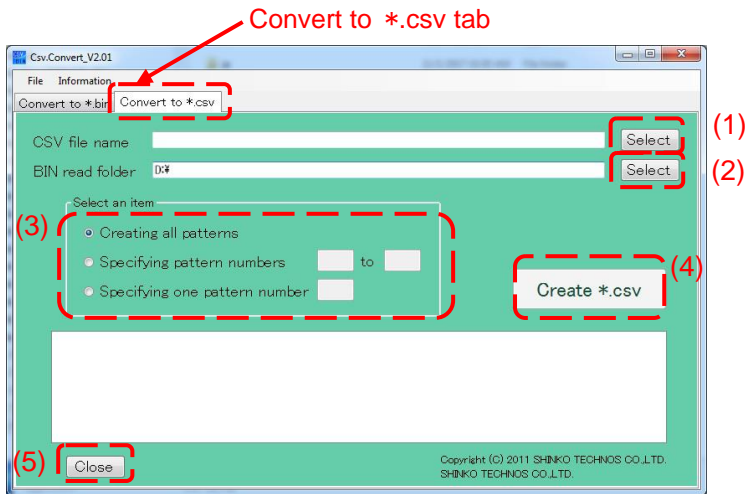 Convert to *.csv tab
Csv.Convert_V2.01
File Information
Convert to *.bin Convert to *.csv
CSV file name Select (1)
BIN read folder D:¥ Select (2)
Select an item
(3)
Creating all patterns
Specifying pattern numbers to
Specifying one pattern number
(4)
Create *.csv
(5) Close
Copyright (C) 2011 SHINKO TECHNOS CO.,LTD.
SHINKO TECHNOS CO.,LTD.